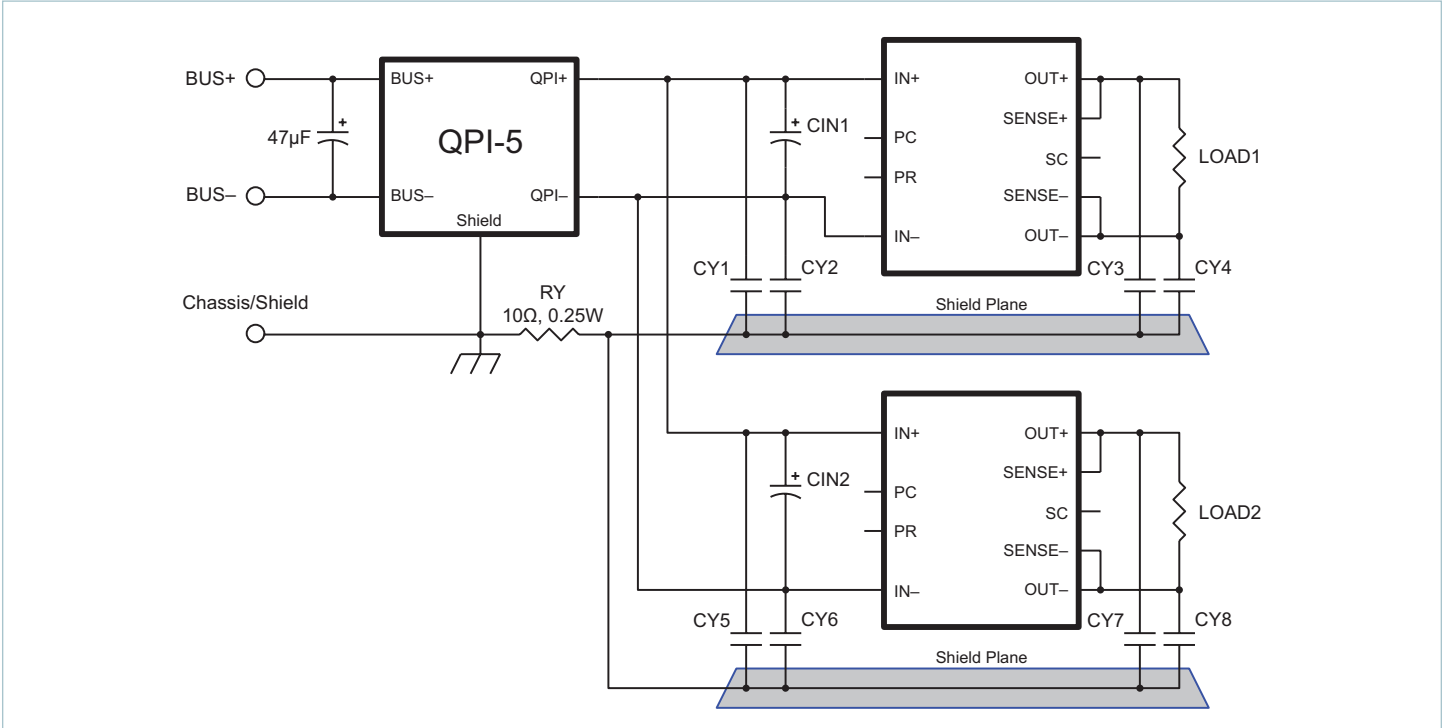 BUS+
BUS+
QPI+
IN+
OUT+
SENSE+
47µF
+
QPI-5
+
CIN1
PC
SC
LOAD1
PR
BUS–
BUS–
QPI–
SENSE–
Shield
IN–
OUT–
CY1
CY2
CY3
CY4
Chassis/Shield
RY
10Ω, 0.25W
Shield Plane
IN+
OUT+
SENSE+
+
CIN2
PC
SC
LOAD2
PR
SENSE–
IN–
OUT–
CY5
CY6
CY7
CY8
Shield Plane